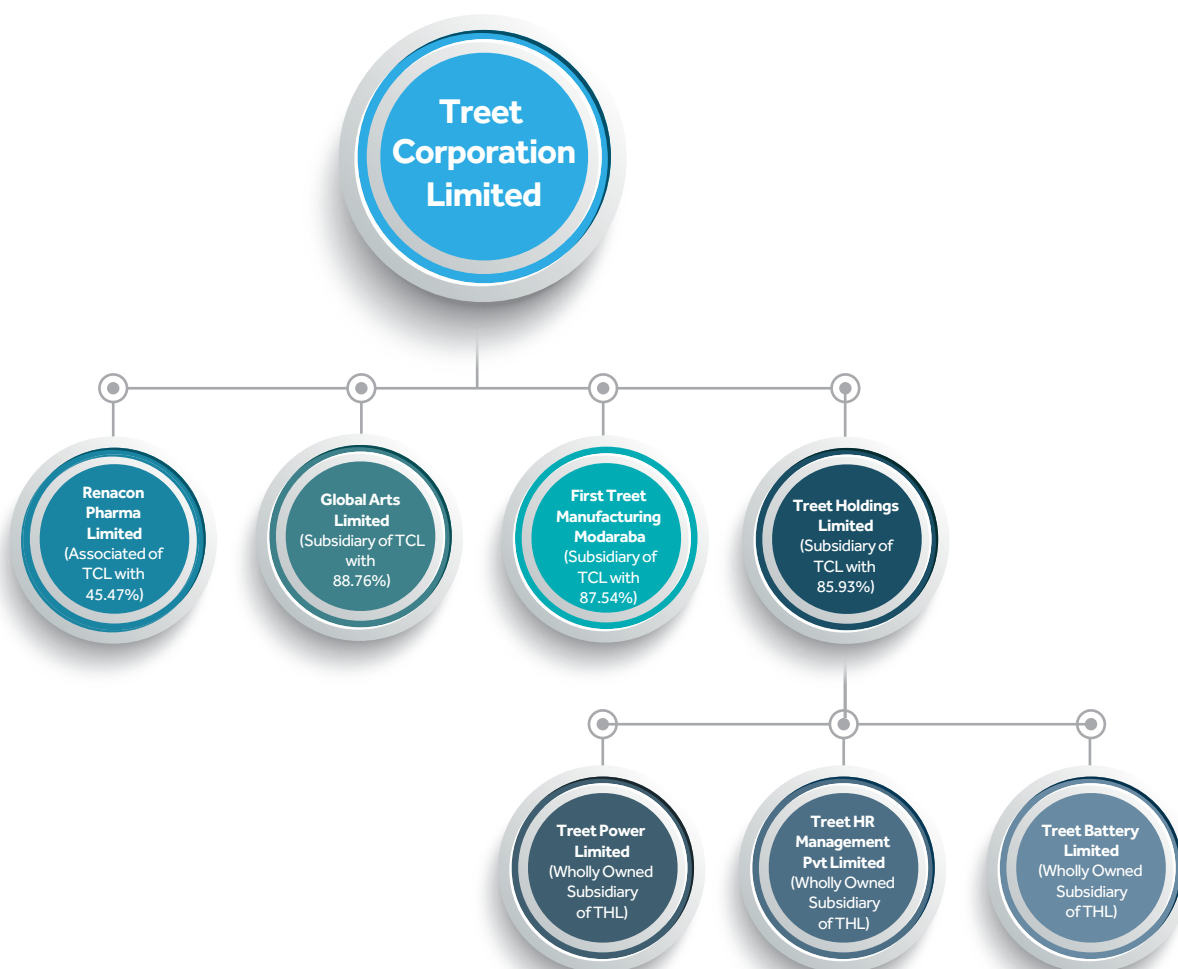 Treet
Corporation
Limited
Renacon
Pharma
Limited
(Associated of
TCL with
45.47%)
Global Arts
Limited
(Subsidiary of TCL
with
88.76%)
First Treet
Manufacturing
Modaraba
(Subsidiary of
TCL with
87.54%)
Treet Holdings
Limited
(Subsidiary of
TCL with
85.93%)
Treet Power
Limited
(Wholly Owned
Subsidiary
of THL)
Treet HR
Management
Pvt Limited
(Wholly Owned
Subsidiary
of THL)
Treet Battery
Limited
(Wholly Owned
Subsidiary
of THL)